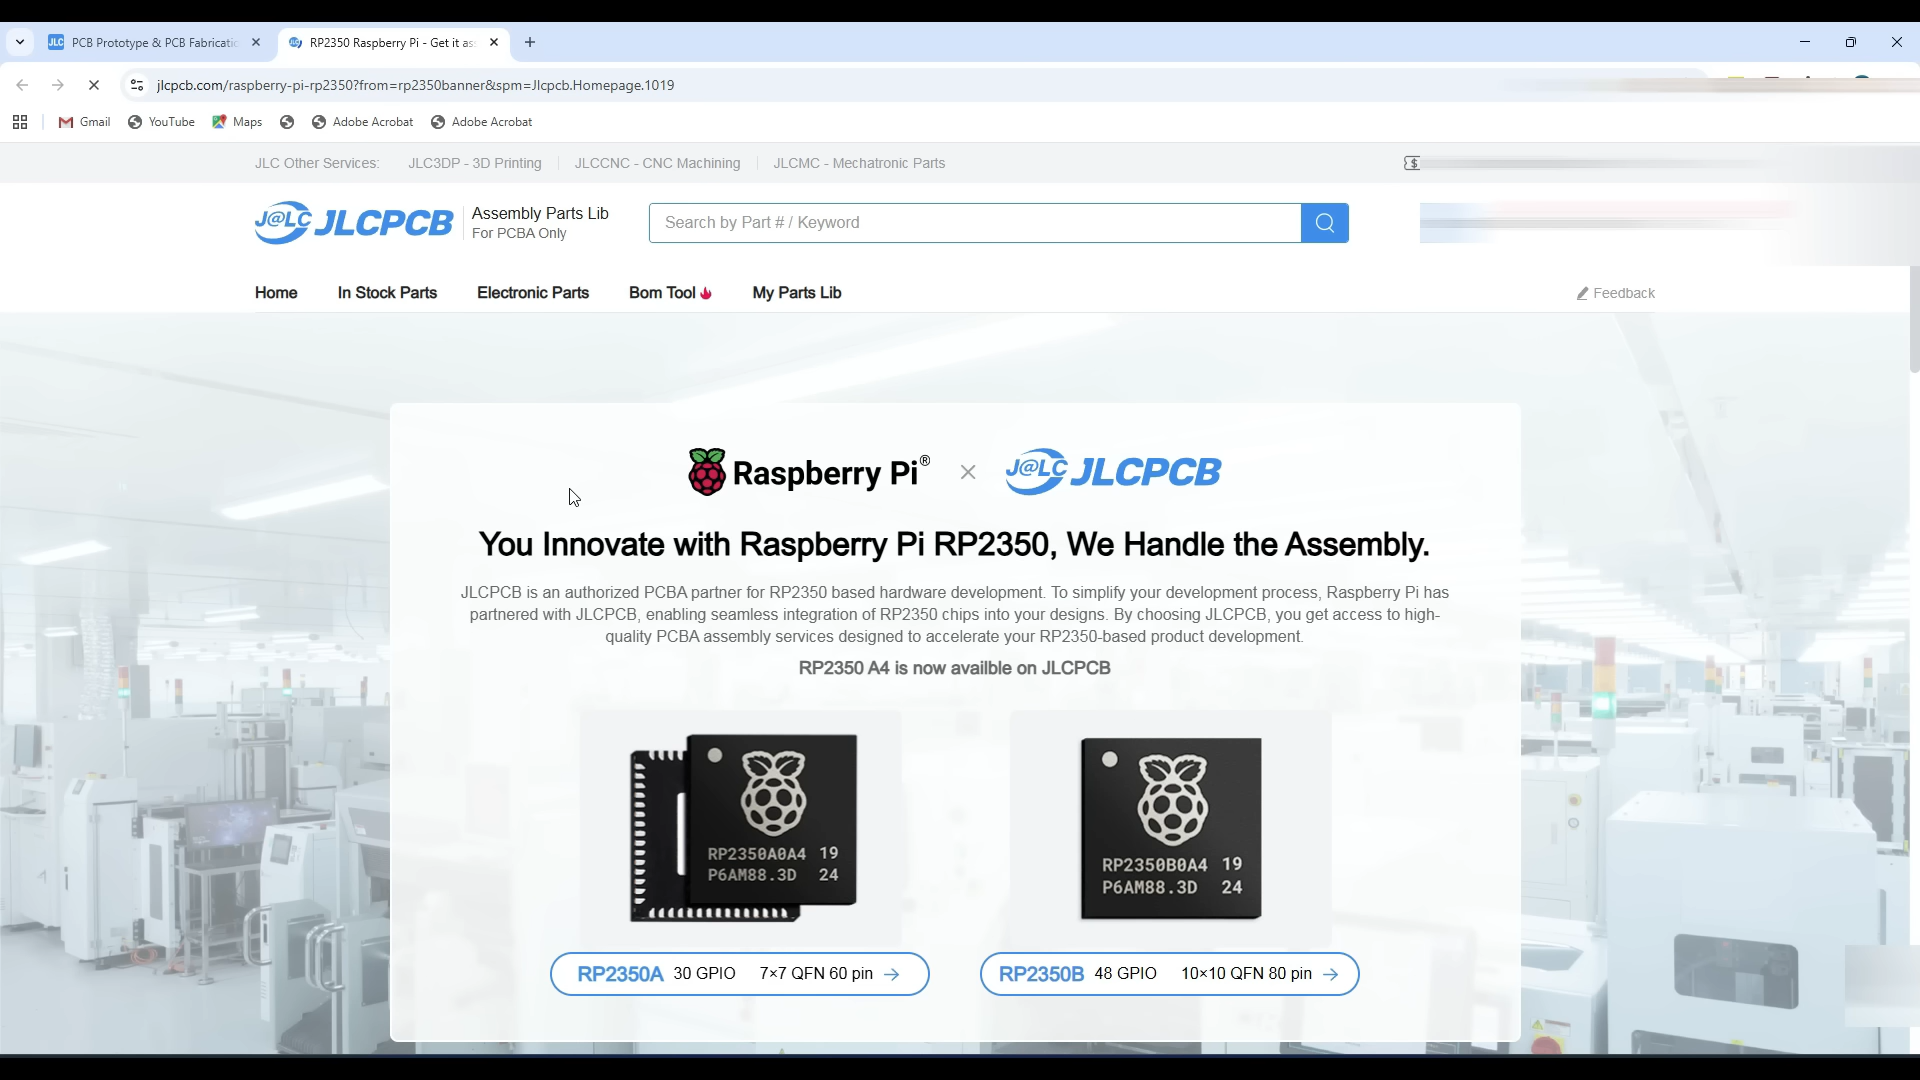 JLC PCB Prototype & PCB Fabricatic
RP2350 Raspberry Pi - Get it as
jlcpcb.com/raspberry-pi-rp2350?from=rp2350banner&spm=Jlcpcb.Homepage.1019
Gmail YouTube Maps Adobe Acrobat Adobe Acrobat
JLC Other Services: JLC3DP - 3D Printing JLCCNC - CNC Machining JLCMC - Mechatronic Parts
J@LC JLCPCB
Assembly Parts Lib
For PCBA Only
Search by Part # / Keyword
Home In Stock Parts Electronic Parts Bom Tool My Parts Lib Feedback
Raspberry Pi® × J@LC JLCPCB
You Innovate with Raspberry Pi RP2350, We Handle the Assembly.
JLCPCB is an authorized PCBA partner for RP2350 based hardware development. To simplify your development process, Raspberry Pi has
partnered with JLCPCB, enabling seamless integration of RP2350 chips into your designs. By choosing JLCPCB, you get access to high-
quality PCBA assembly services designed to accelerate your RP2350-based product development.
RP2350 A4 is now availble on JLCPCB
RP2350A0A4 19
P6AM88.3D 24
RP2350B0A4 19
P6AM88.3D 24
RP2350A 30 GPIO 7×7 QFN 60 pin →
RP2350B 48 GPIO 10×10 QFN 80 pin →